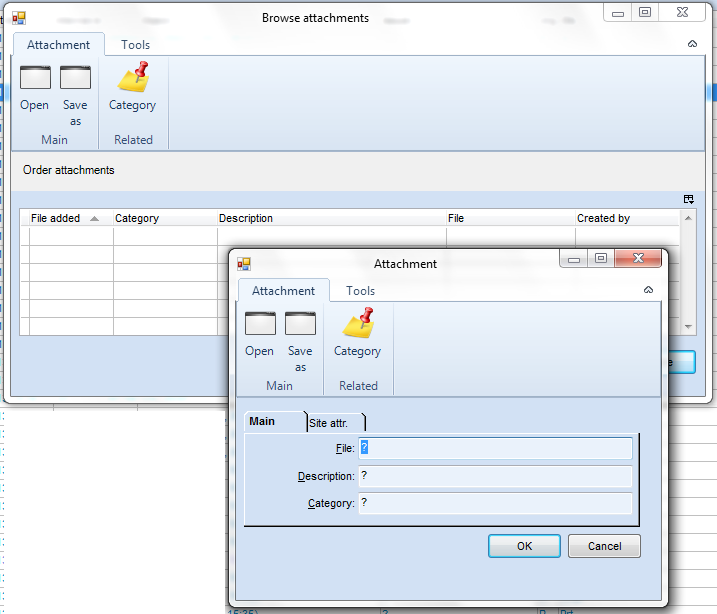 Browse attachments
Attachment Tools
Open Save as Category
Main Related
Order attachments
File added Category Description File Created by
Attachment
Attachment Tools
Open Save as Category
Main Related
Main Site attr.
File: ?
Description: ?
Category: ?
OK Cancel